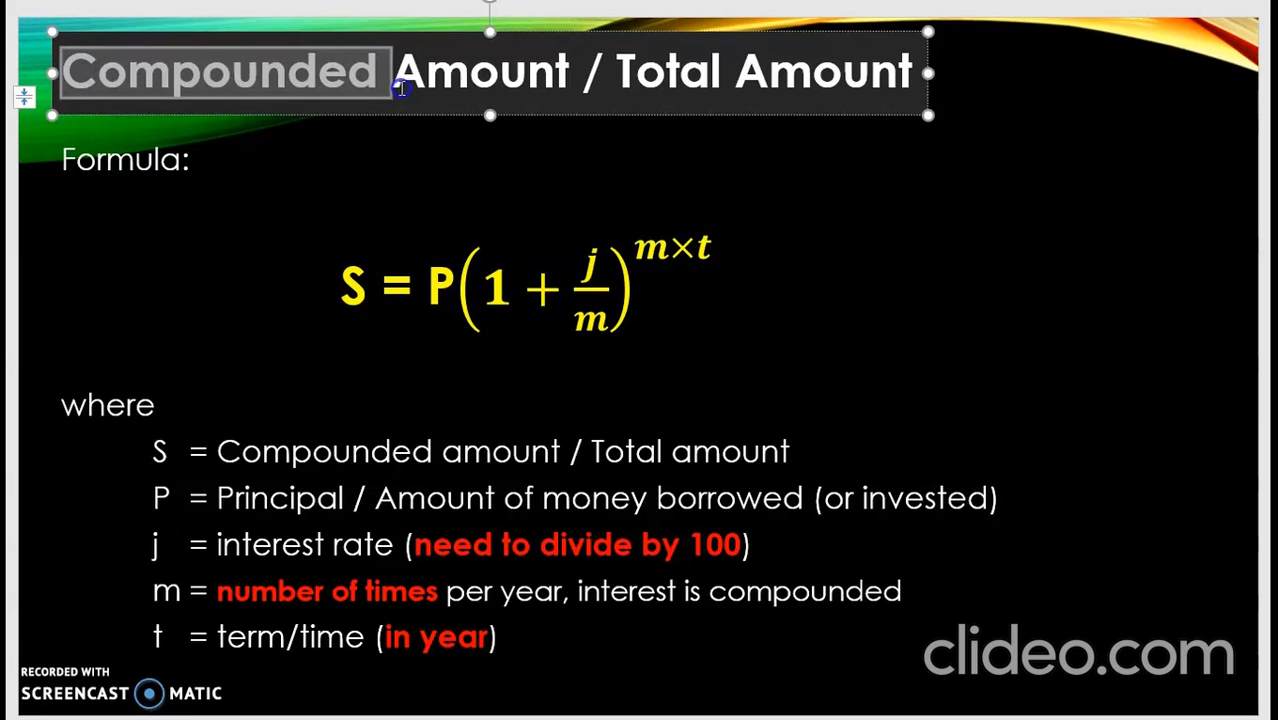 Compounded Amount / Total Amount
Formula:
S = P(1 + j/m)^{m×t}
where
S = Compounded amount / Total amount
P = Principal / Amount of money borrowed (or invested)
j = interest rate (need to divide by 100)
m = number of times per year, interest is compounded
t = term/time (in year)
clideo.com
RECORDED WITH
SCREENCAST MATIC